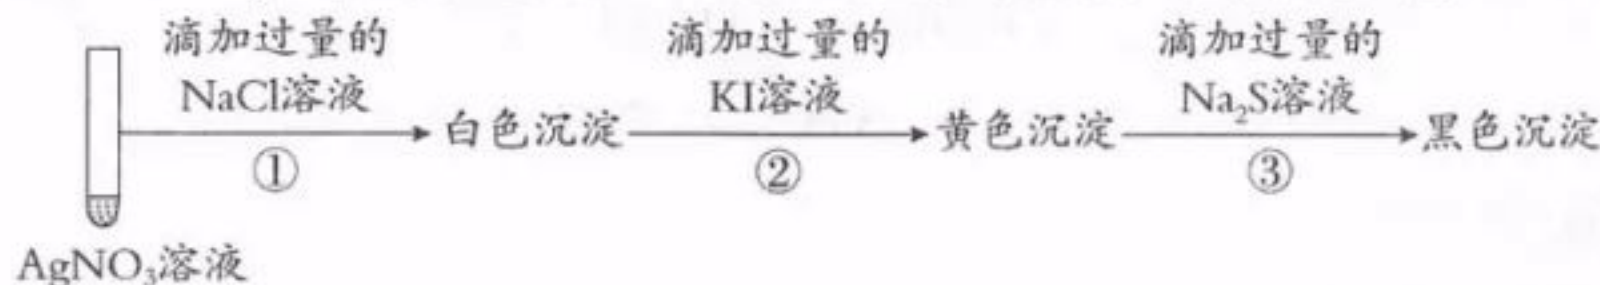 滴加过量的
NaCl溶液
①
白色沉淀
滴加过量的
KI溶液
②
黄色沉淀
滴加过量的
Na₂S溶液
③
黑色沉淀
AgNO₃溶液